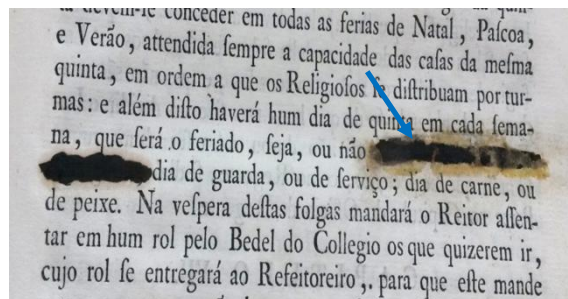 devem-ſe conceder em todas as ferias de Natal, Paſcoa,
e Verão, attendida ſempre a capacidade das caſas da meſma
quinta, em ordem a que os Religioſos ſe diſtribuam por tur-
mas: e além diſto haverá hum dia de quinta em cada ſema-
na, que ſerá o feriado, ſeja, ou não
dia de guarda, ou de ſerviço; dia de carne, ou
de peixe. Na veſpera deſtas folgas mandará o Reitor aſſen-
tar em hum rol pelo Bedel do Collegio os que quizerem ir,
cujo rol ſe entregará ao Refeitoreiro,. para que eſte mande